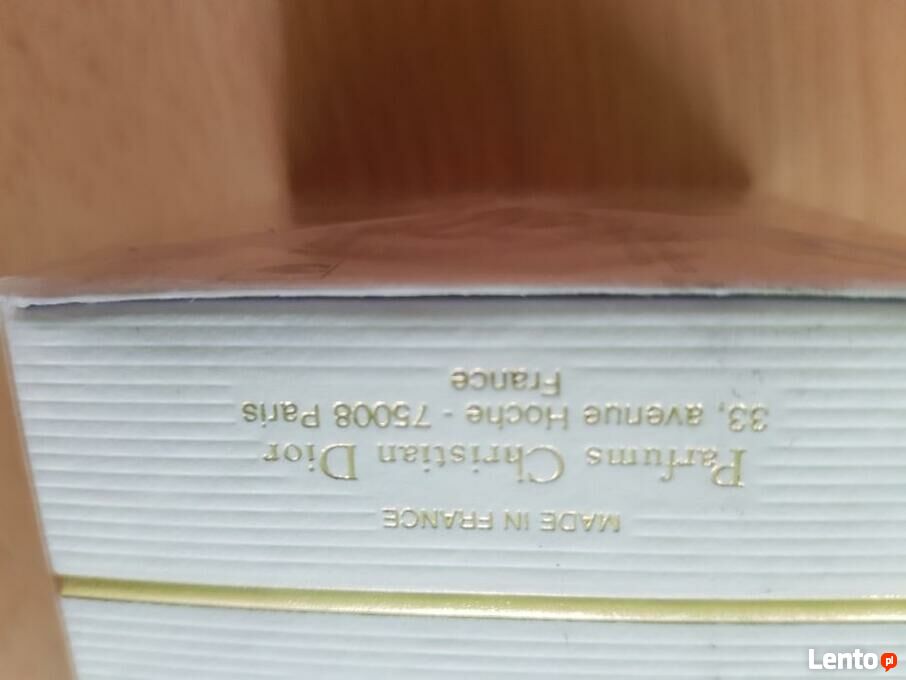 MADE IN FRANCE
Parfums Christian Dior
33, avenue Hoche - 75008 Paris
France
Lento pl